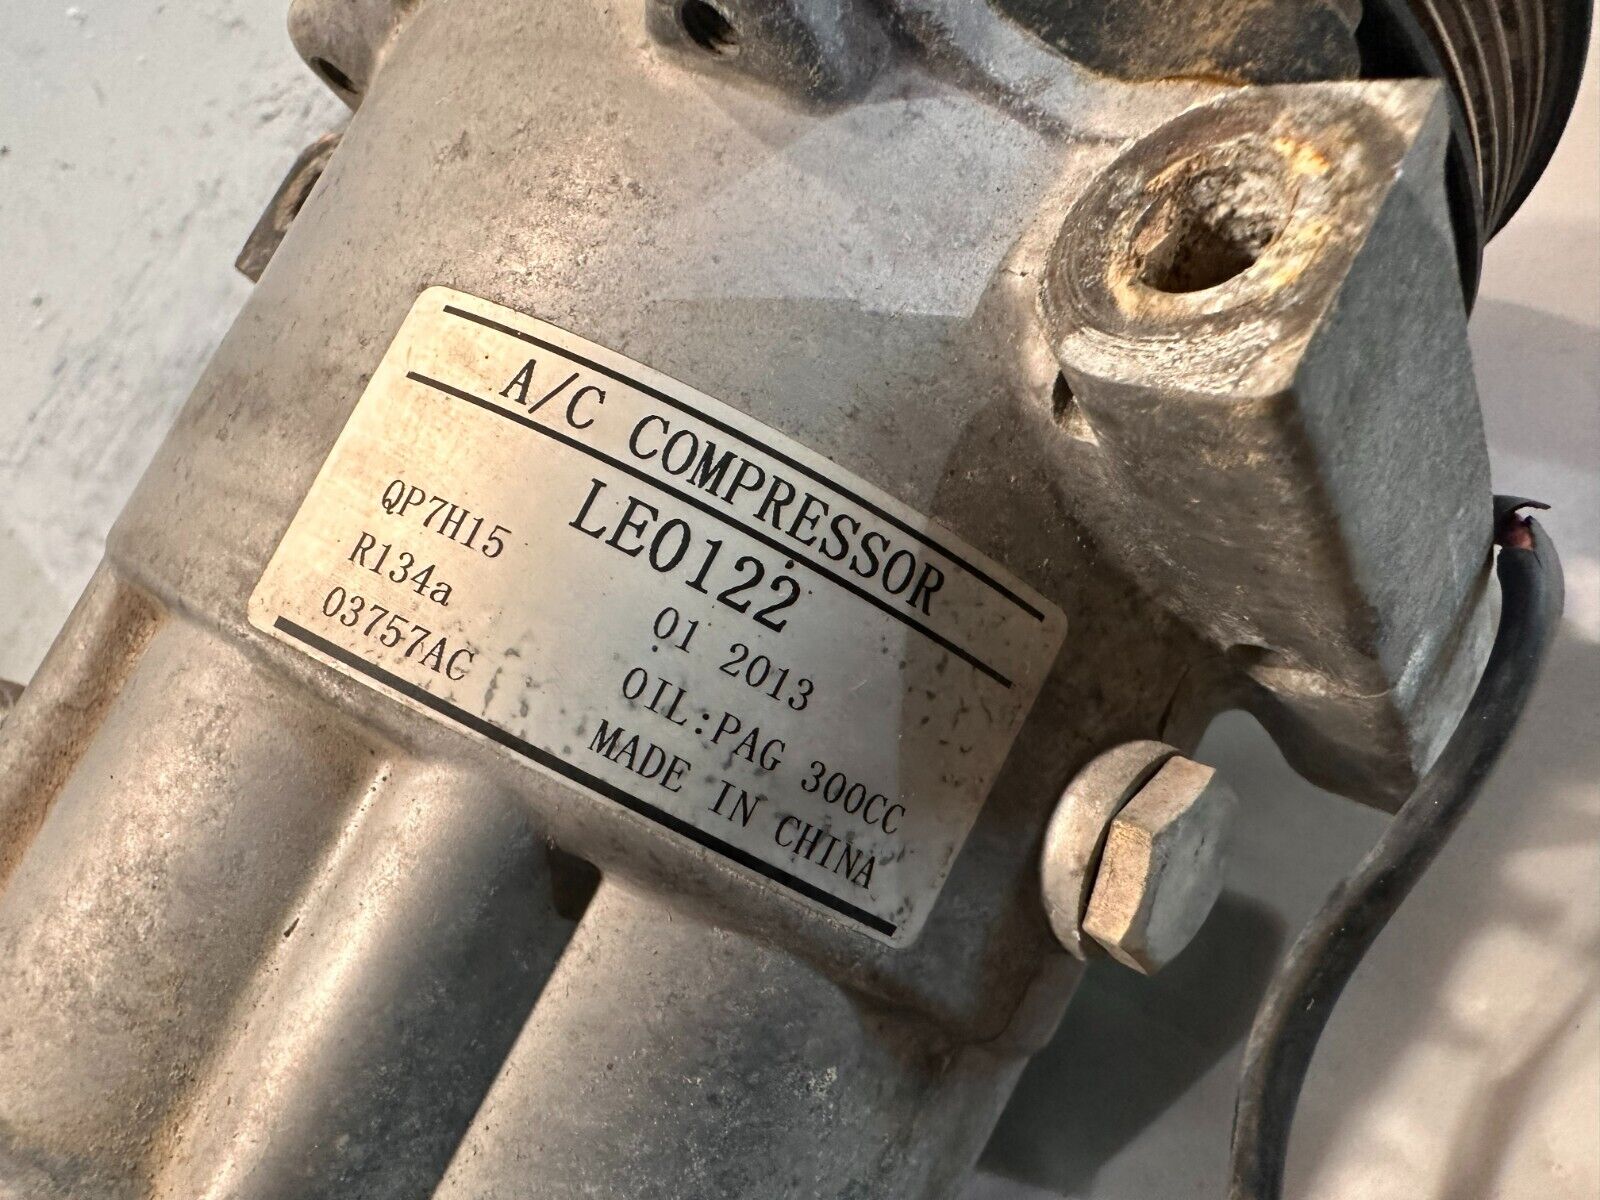 A/C COMPRESSOR
LE0122
QP7H15 01 2013
R134a OIL:PAG 300CC
03757AC MADE IN CHINA